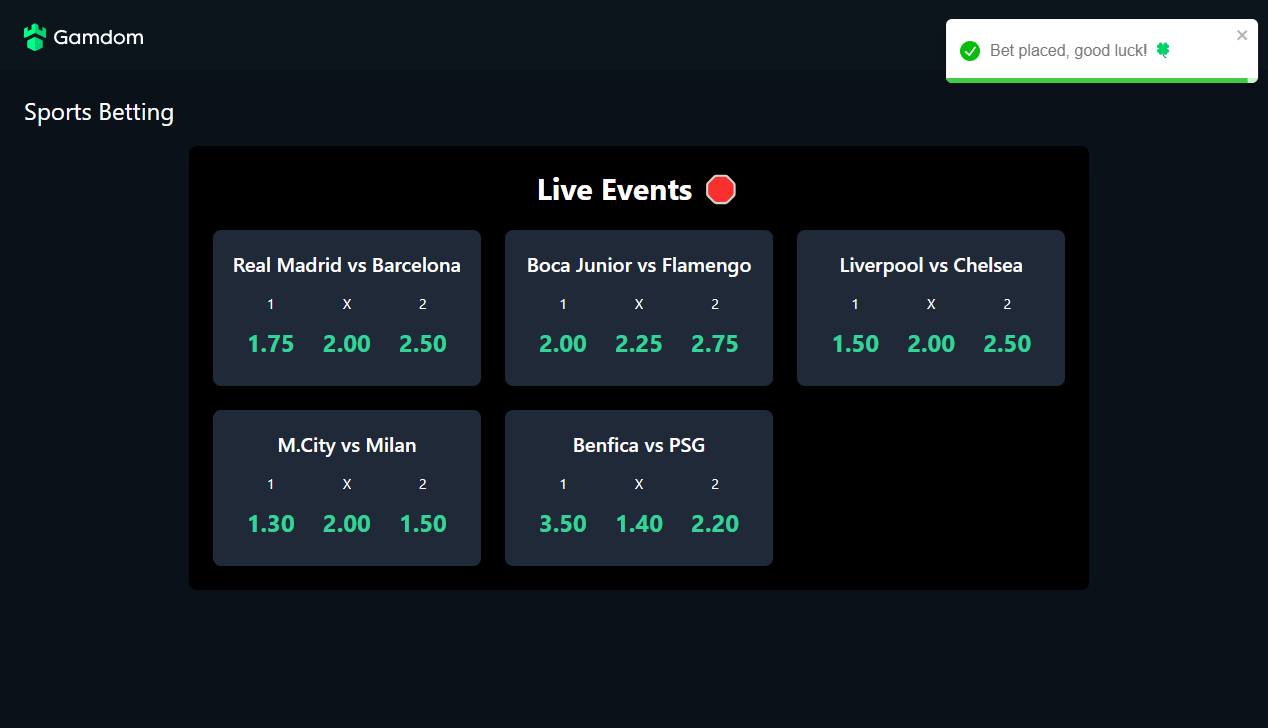 Gamdom
Bet placed, good luck! 🍀
Sports Betting
Live Events 🛑
Real Madrid vs Barcelona
1 X 2
1.75 2.00 2.50
Boca Junior vs Flamengo
1 X 2
2.00 2.25 2.75
Liverpool vs Chelsea
1 X 2
1.50 2.00 2.50
M.City vs Milan
1 X 2
1.30 2.00 1.50
Benfica vs PSG
1 X 2
3.50 1.40 2.20